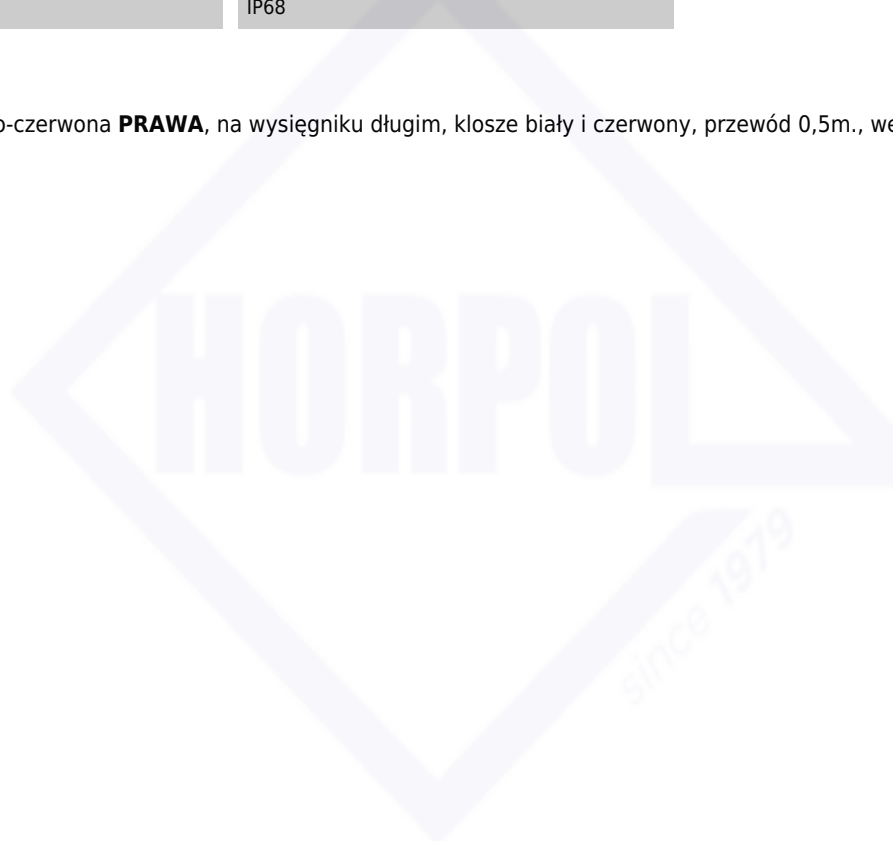 IP68
o-czerwona PRAWA, na wysięgniku długim, klosze biały i czerwony, przewód 0,5m., we
HORPOL
since 1979